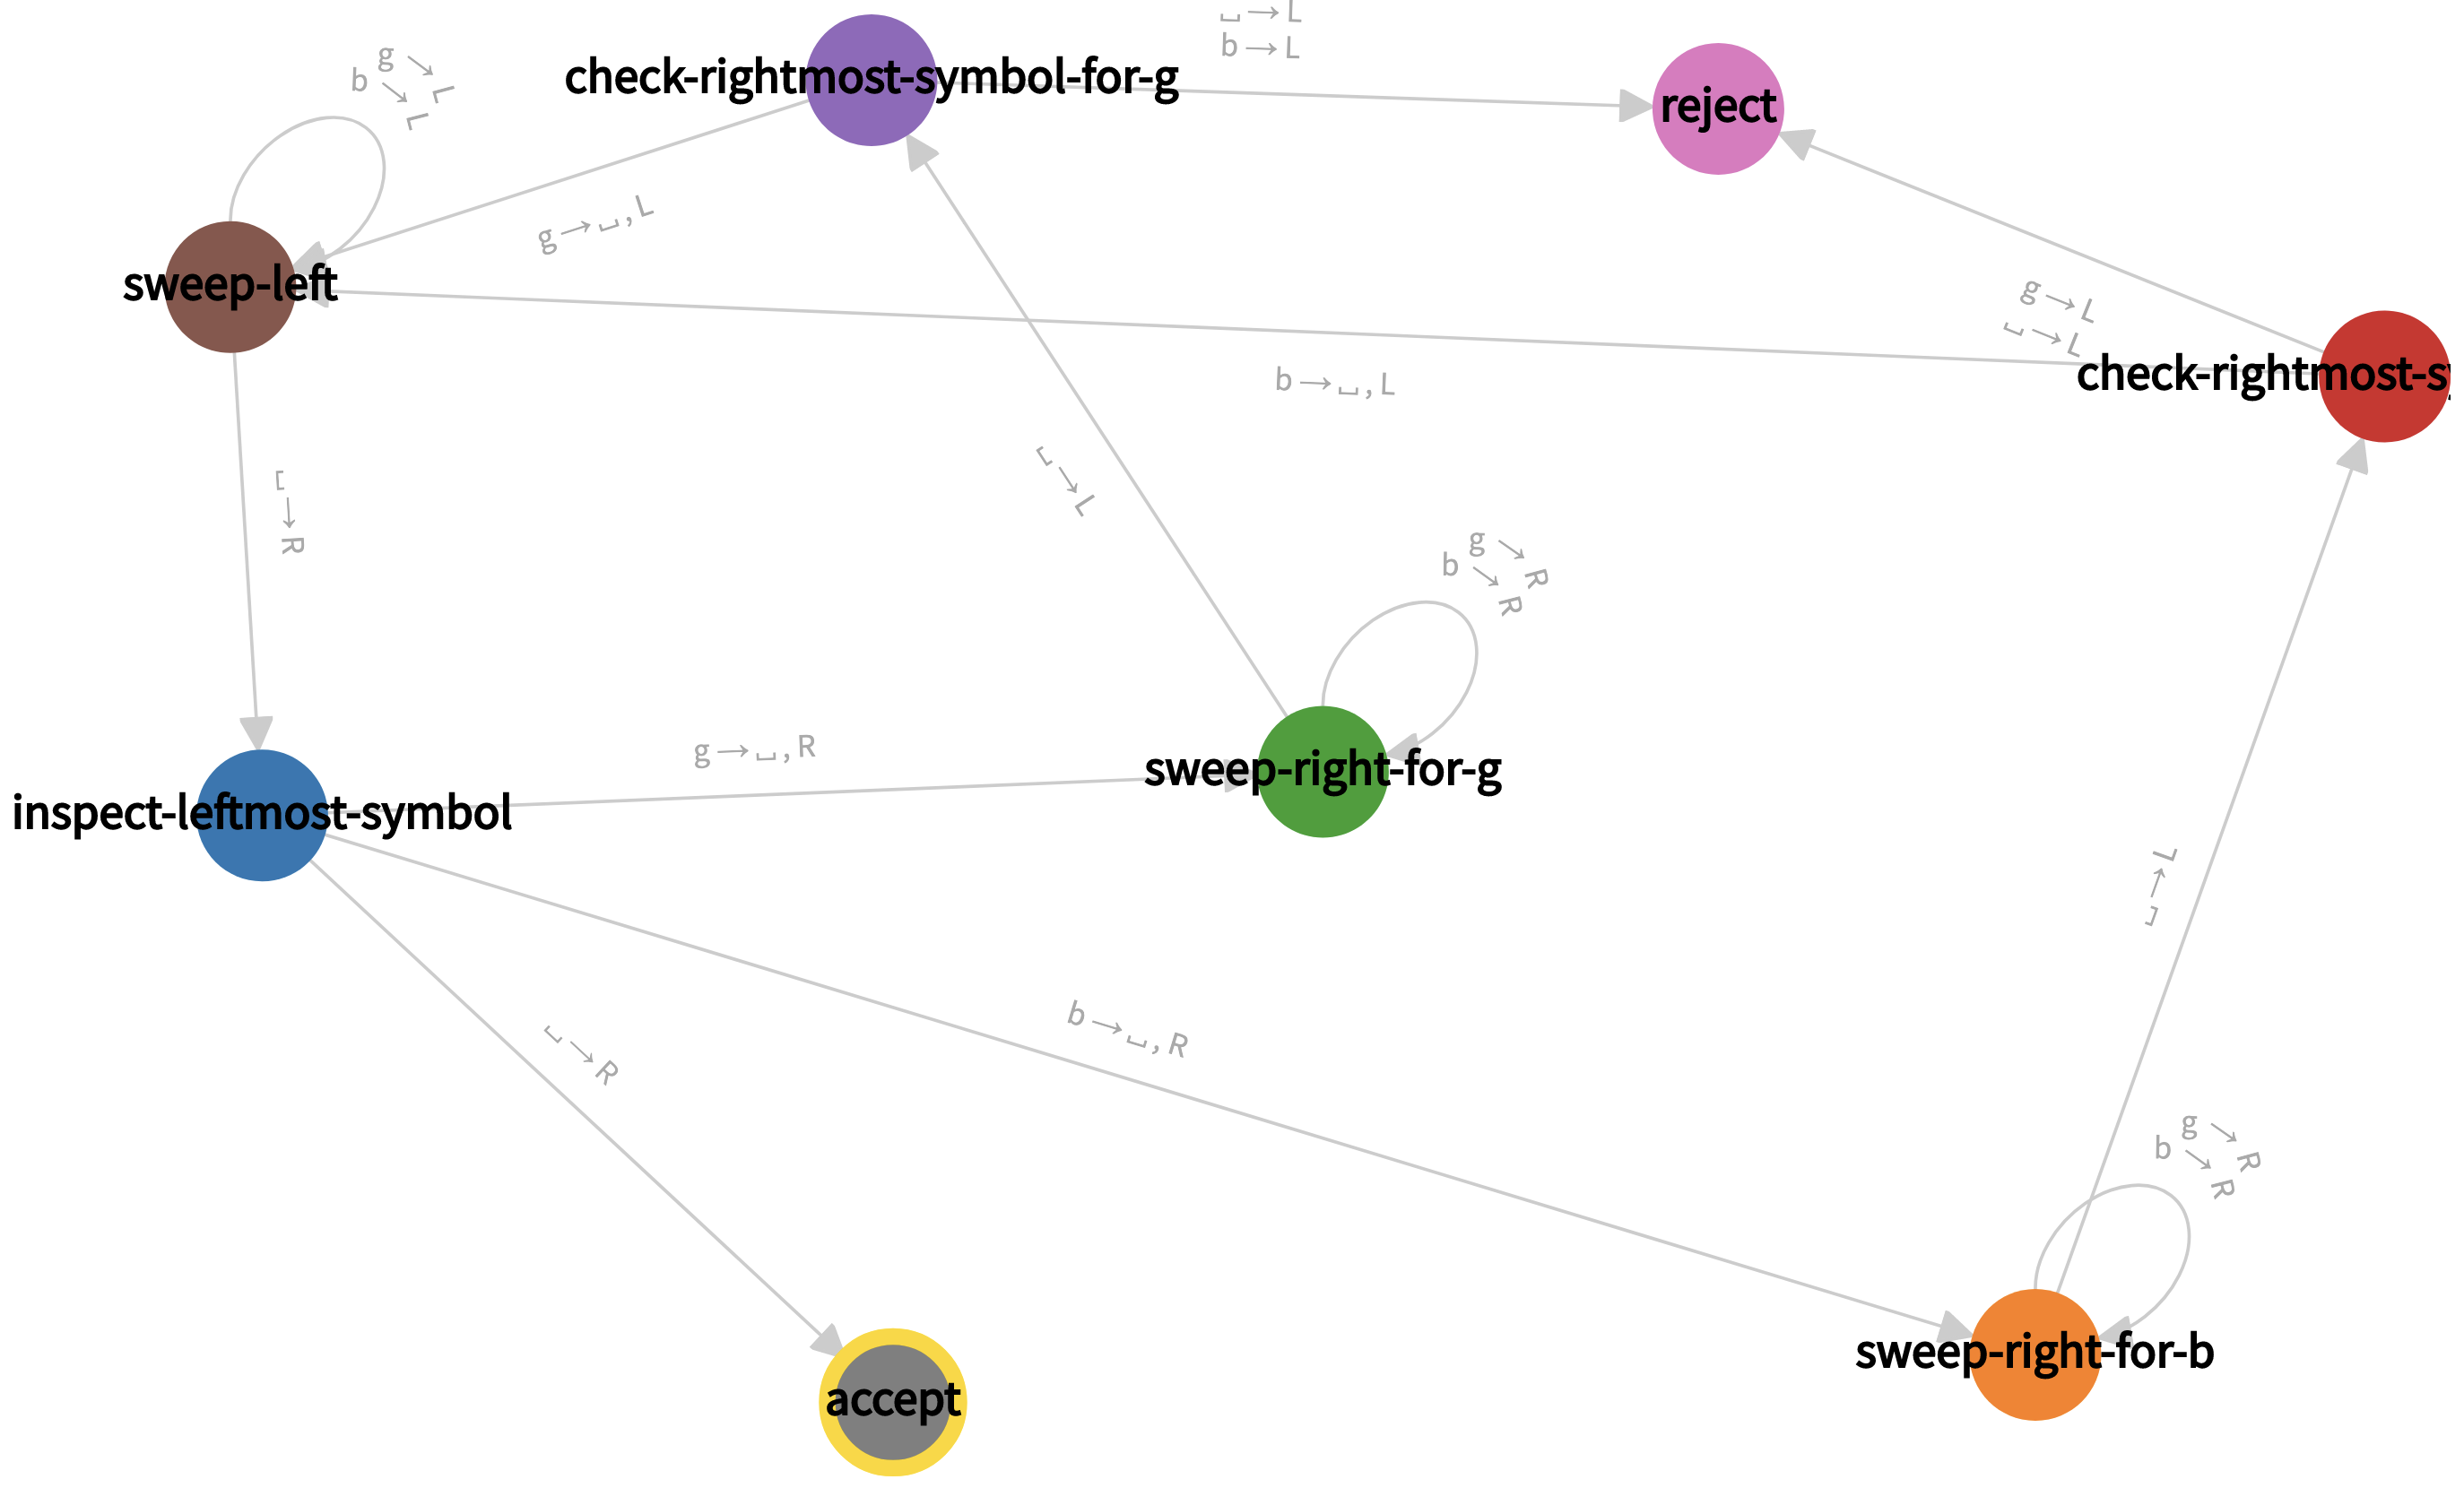 ␣→L
b→L
g→L
b→L
check-rightmost-symbol-for-g
reject
g→␣,L
sweep-left
g→L
␣→L
check-rightmost-s
b→␣,L
␣→L
␣→R
g→R
b→R
g→␣,R
sweep-right-for-g
inspect-leftmost-symbol
␣→L
b→␣,R
␣→R
g→R
b→R
sweep-right-for-b
accept